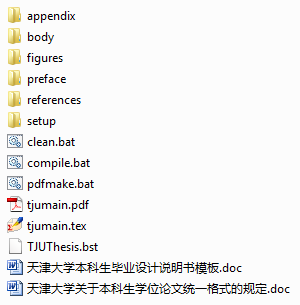 appendix
body
figures
preface
references
setup
clean.bat
compile.bat
pdfmake.bat
tjumain.pdf
tjumain.tex
TJUThesis.bst
天津大学本科生毕业设计说明书模板.doc
天津大学关于本科生学位论文统一格式的规定.doc